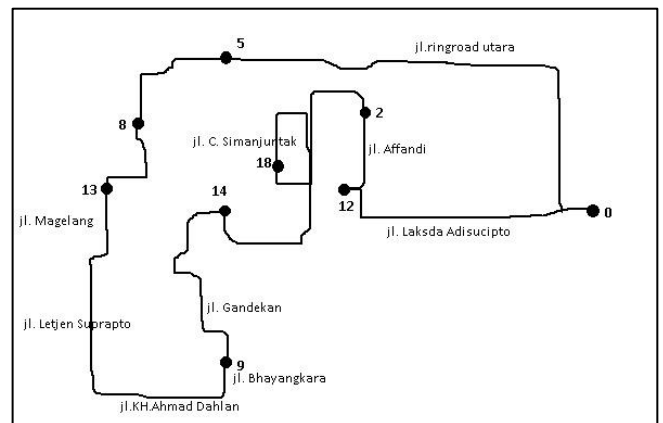 5
jl.ringroad utara
2
8
jl. C. Simanjuntak
jl. Affandi
18
13
14
12
jl. Magelang
0
jl. Laksda Adisucipto
jl. Gandekan
jl. Letjen Suprapto
9
jl. Bhayangkara
jl.KH.Ahmad Dahlan